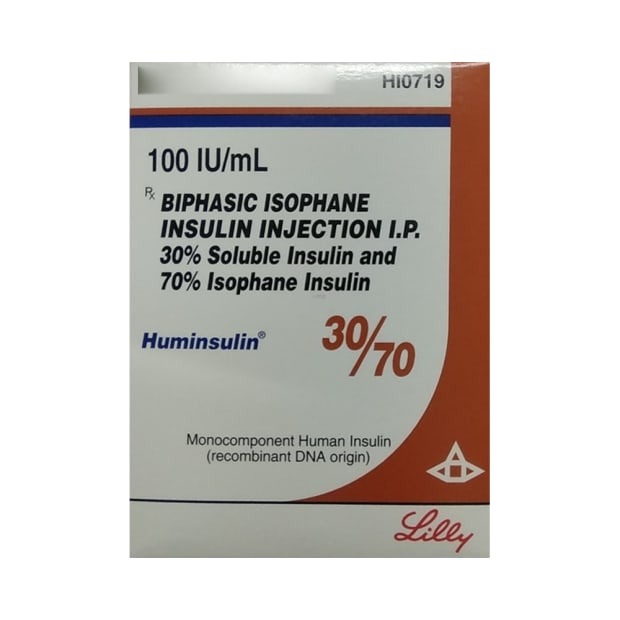 HI0719
100 IU/mL
Rx BIPHASIC ISOPHANE
INSULIN INJECTION I.P.
30% Soluble Insulin and
70% Isophane Insulin
Huminsulin® 30/70
Monocomponent Human Insulin
(recombinant DNA origin)
Lilly